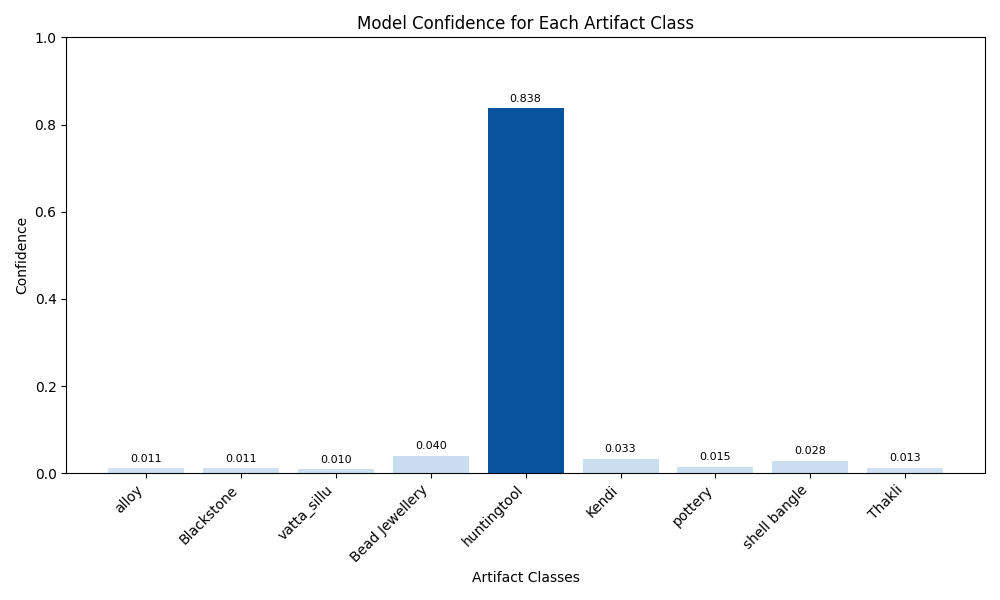 Model Confidence for Each Artifact Class
1.0
0.8
0.6
0.4
0.2
0.0
Confidence
0.011
0.011
0.010
0.040
0.838
0.033
0.015
0.028
0.013
alloy
Blackstone
vatta_sillu
Bead Jewellery
huntingtool
Kendi
pottery
shell bangle
Thakli
Artifact Classes